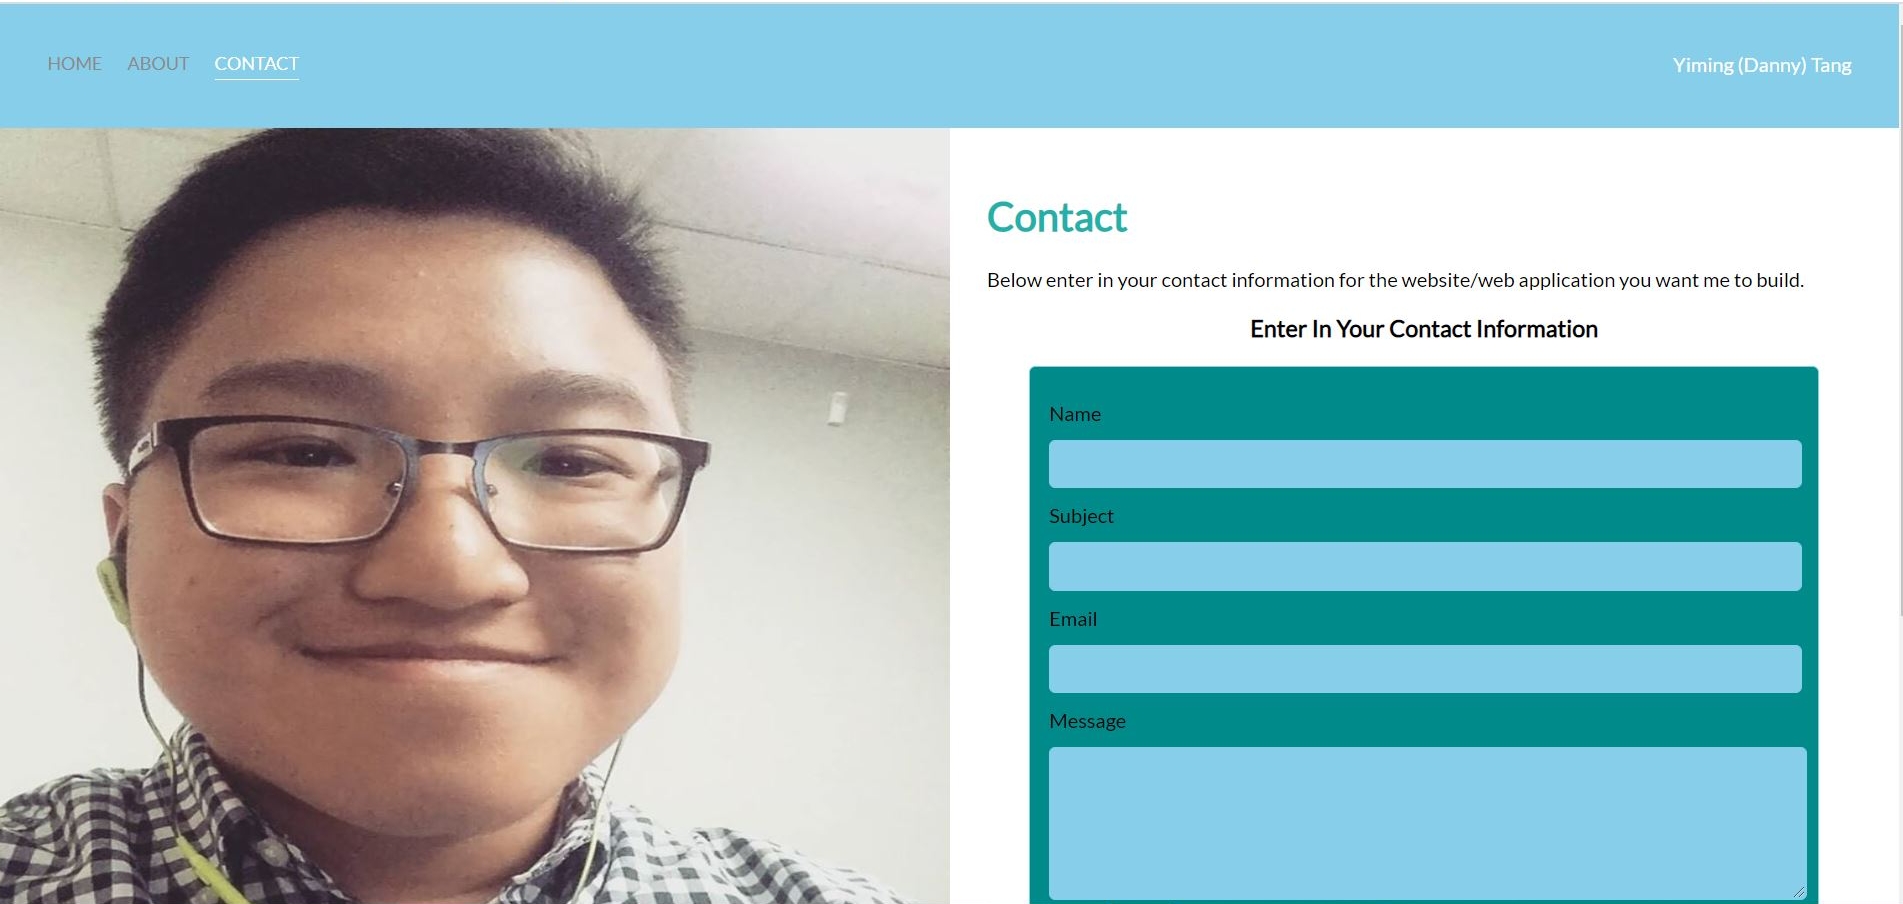 HOME ABOUT CONTACT Yiming (Danny) Tang
Contact
Below enter in your contact information for the website/web application you want me to build.
Enter In Your Contact Information
Name
Subject
Email
Message